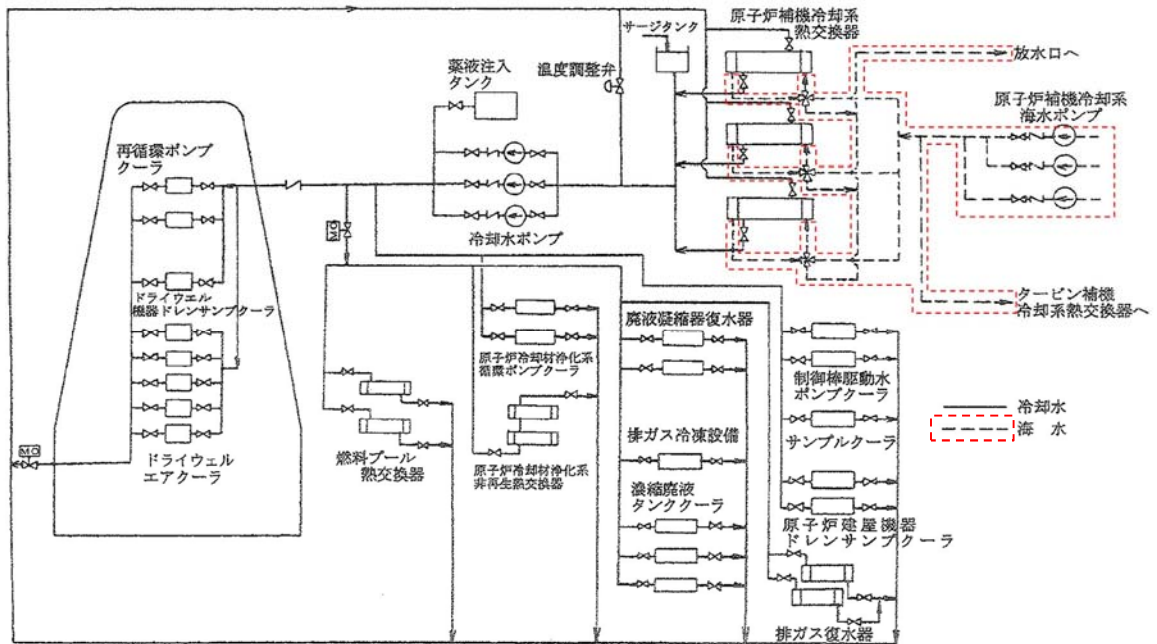 サージタンク
原子炉補機冷却系
熱交換器
放水口へ
原子炉補機冷却系
海水ポンプ
薬液注入
タンク
温度調整弁
冷却水ポンプ
タービン補機
冷却系熱交換器へ
再循環ポンプ
クーラ
MO
ドライウエル
機器ドレンサンプクーラ
ドライウェル
エアクーラ
MO
燃料プール
熱交換器
原子炉冷却材浄化系
循環ポンプクーラ
原子炉冷却材浄化系
非再生熱交換器
廃液凝縮器復水器
排ガス冷凍設備
濃縮廃液
タンククーラ
制御棒駆動水
ポンプクーラ
サンプルクーラ
原子炉建屋機器
ドレンサンプクーラ
排ガス復水器
冷却水
海 水